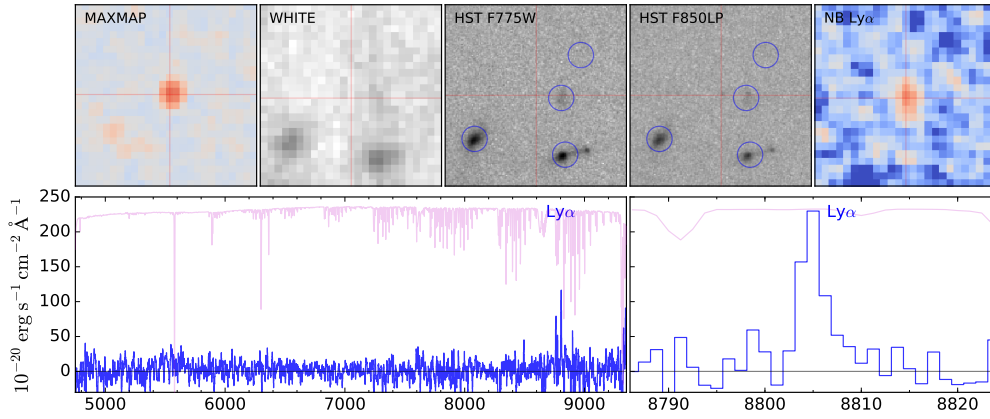 MAXMAP
WHITE
HST F775W
HST F850LP
NB Lyα
10⁻²⁰ erg s⁻¹ cm⁻² Å⁻¹
250
200
150
100
50
0
Lyα
Lyα
5000 6000 7000 8000 9000
8790 8800 8810 8820